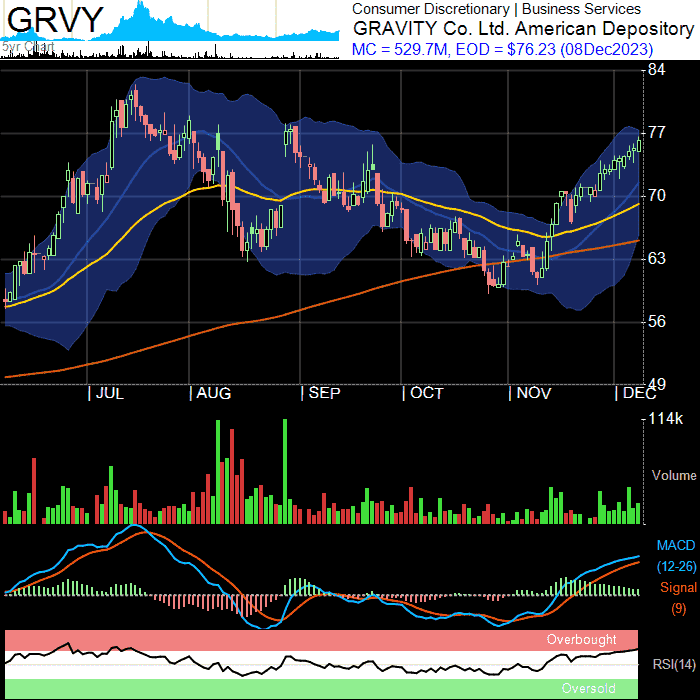 GRVY
5yr Chart
Consumer Discretionary | Business Services
GRAVITY Co. Ltd. American Depository
MC = 529.7M, EOD = $76.23 (08Dec2023)
84
77
70
63
56
49
| JUL | AUG | SEP | OCT | NOV | DEC
114k
Volume
MACD
(12-26)
Signal
(9)
Overbought
RSI(14)
Oversold